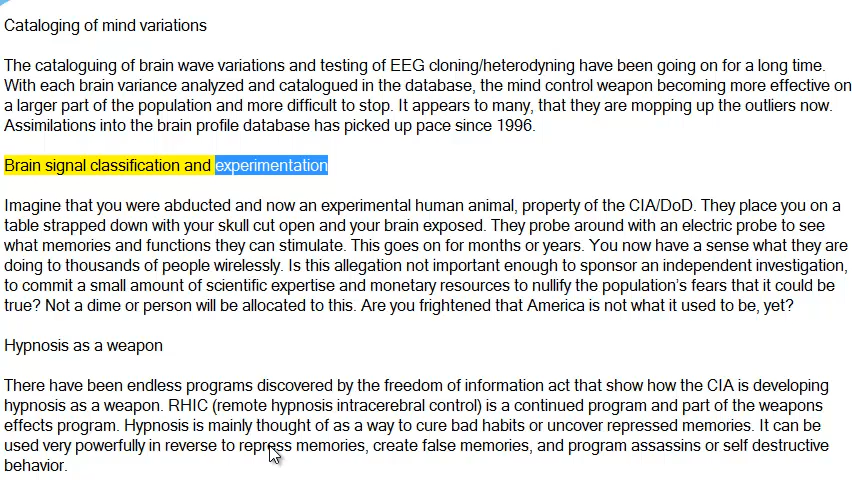 Cataloging of mind variations
The cataloguing of brain wave variations and testing of EEG cloning/heterodyning have been going on for a long time.
With each brain variance analyzed and catalogued in the database, the mind control weapon becoming more effective on
a larger part of the population and more difficult to stop. It appears to many, that they are mopping up the outliers now.
Assimilations into the brain profile database has picked up pace since 1996.
Brain signal classification and experimentation
Imagine that you were abducted and now an experimental human animal, property of the CIA/DoD. They place you on a
table strapped down with your skull cut open and your brain exposed. They probe around with an electric probe to see
what memories and functions they can stimulate. This goes on for months or years. You now have a sense what they are
doing to thousands of people wirelessly. Is this allegation not important enough to sponsor an independent investigation,
to commit a small amount of scientific expertise and monetary resources to nullify the population's fears that it could be
true? Not a dime or person will be allocated to this. Are you frightened that America is not what it used to be, yet?
Hypnosis as a weapon
There have been endless programs discovered by the freedom of information act that show how the CIA is developing
hypnosis as a weapon. RHIC (remote hypnosis intracerebral control) is a continued program and part of the weapons
effects program. Hypnosis is mainly thought of as a way to cure bad habits or uncover repressed memories. It can be
used very powerfully in reverse to repress memories, create false memories, and program assassins or self destructive
behavior.